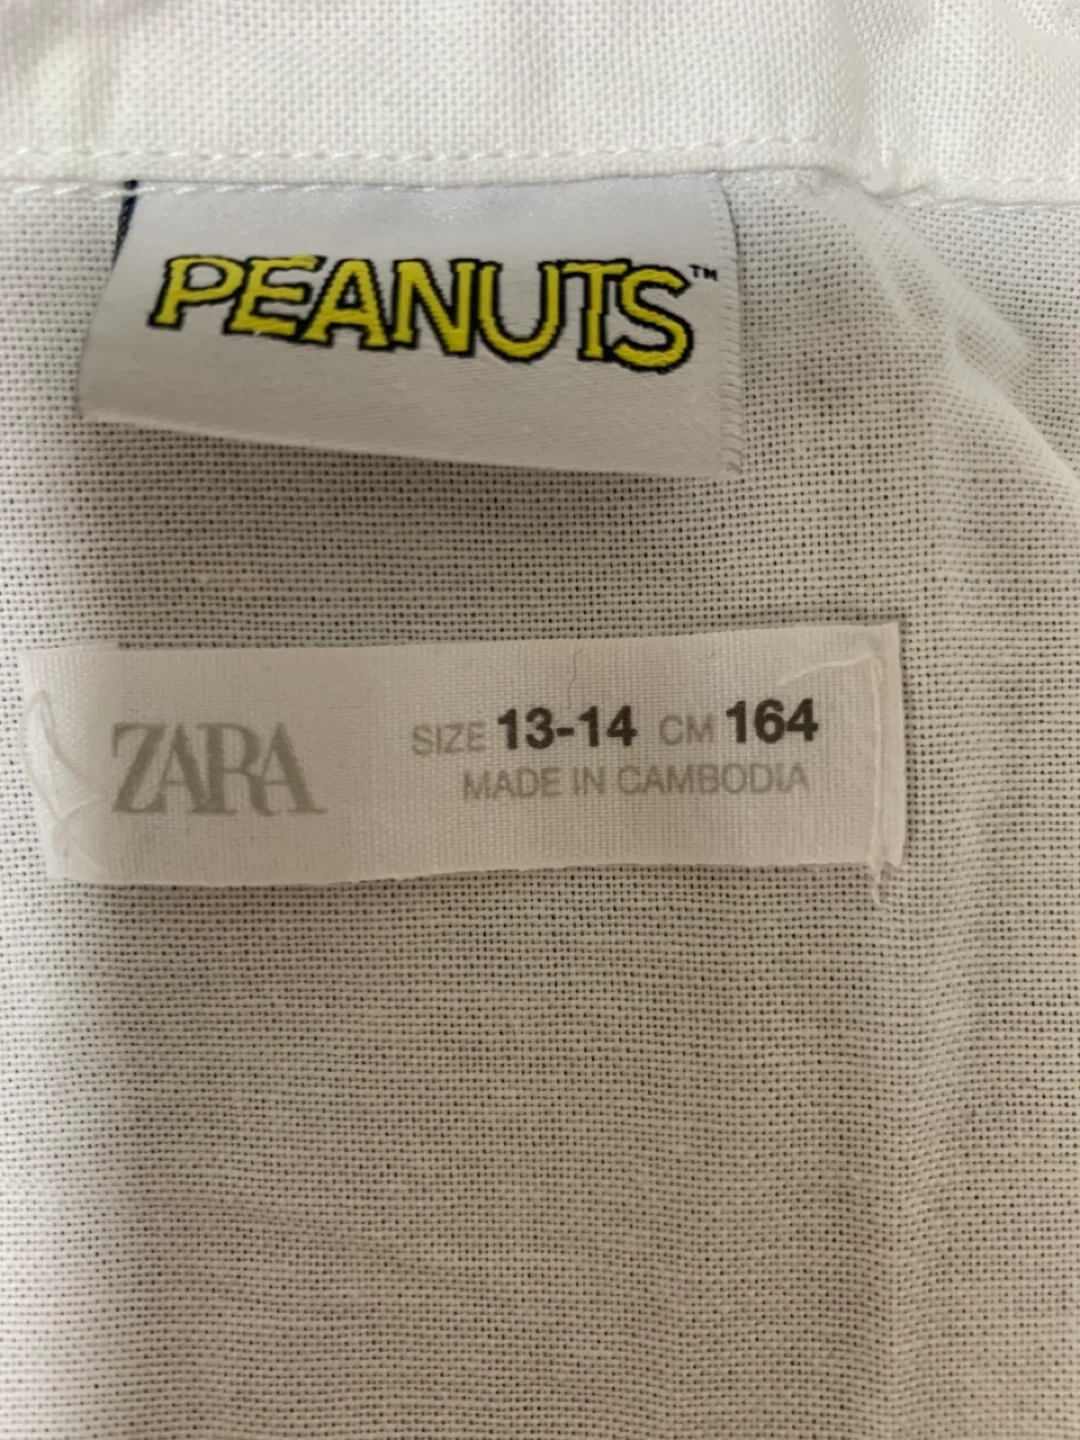 PEANUTS™
ZARA
SIZE 13-14 CM 164
MADE IN CAMBODIA